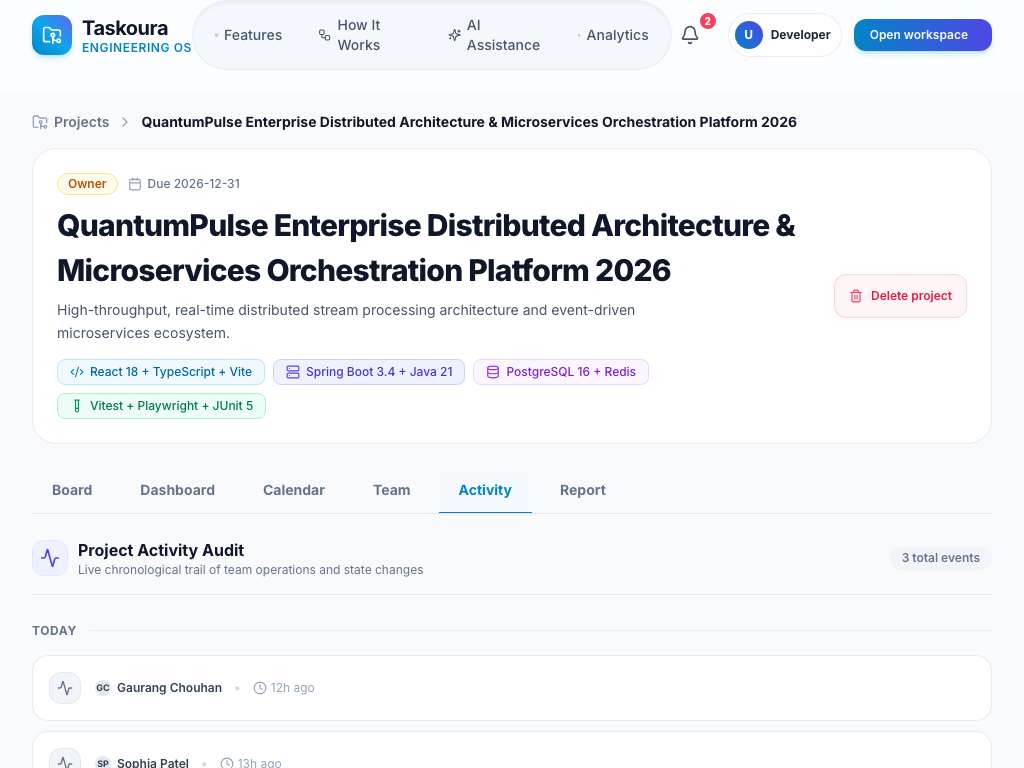 Taskoura
ENGINEERING OS
Features
How It
Works
AI
Assistance
Analytics
2
U
Developer
Open workspace
Projects
QuantumPulse Enterprise Distributed Architecture & Microservices Orchestration Platform 2026
Owner
Due 2026-12-31
QuantumPulse Enterprise Distributed Architecture &
Microservices Orchestration Platform 2026
High-throughput, real-time distributed stream processing architecture and event-driven
microservices ecosystem.
Delete project
React 18 + TypeScript + Vite
Spring Boot 3.4 + Java 21
PostgreSQL 16 + Redis
Vitest + Playwright + JUnit 5
Board
Dashboard
Calendar
Team
Activity
Report
Project Activity Audit
Live chronological trail of team operations and state changes
3 total events
TODAY
GC
Gaurang Chouhan
12h ago
SP
Sophia Patel
13h ago